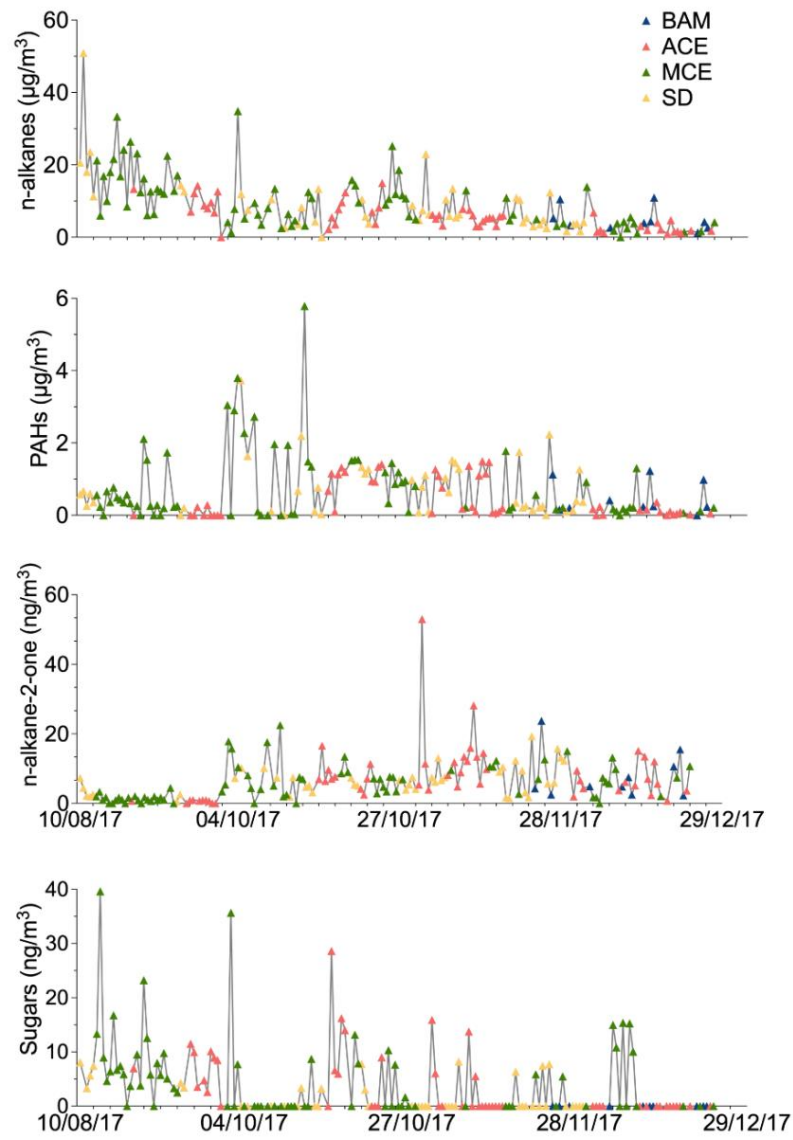 BAM
ACE
MCE
SD
n-alkanes (µg/m³)
60
40
20
0
PAHs (µg/m³)
6
4
2
0
n-alkane-2-one (ng/m³)
60
40
20
0
10/08/17 04/10/17 27/10/17 28/11/17 29/12/17
Sugars (ng/m³)
40
30
20
10
0
10/08/17 04/10/17 27/10/17 28/11/17 29/12/17